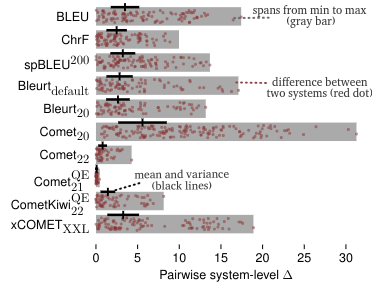 BLEU
spans from min to max
(gray bar)
ChrF
spBLEU200
Bleurtdefault
difference between
two systems (red dot)
Bleurt20
Comet20
Comet22
CometQE21
mean and variance
(black lines)
CometKiwiQE22
xCOMETXXL
0 5 10 15 20 25 30
Pairwise system-level Δ